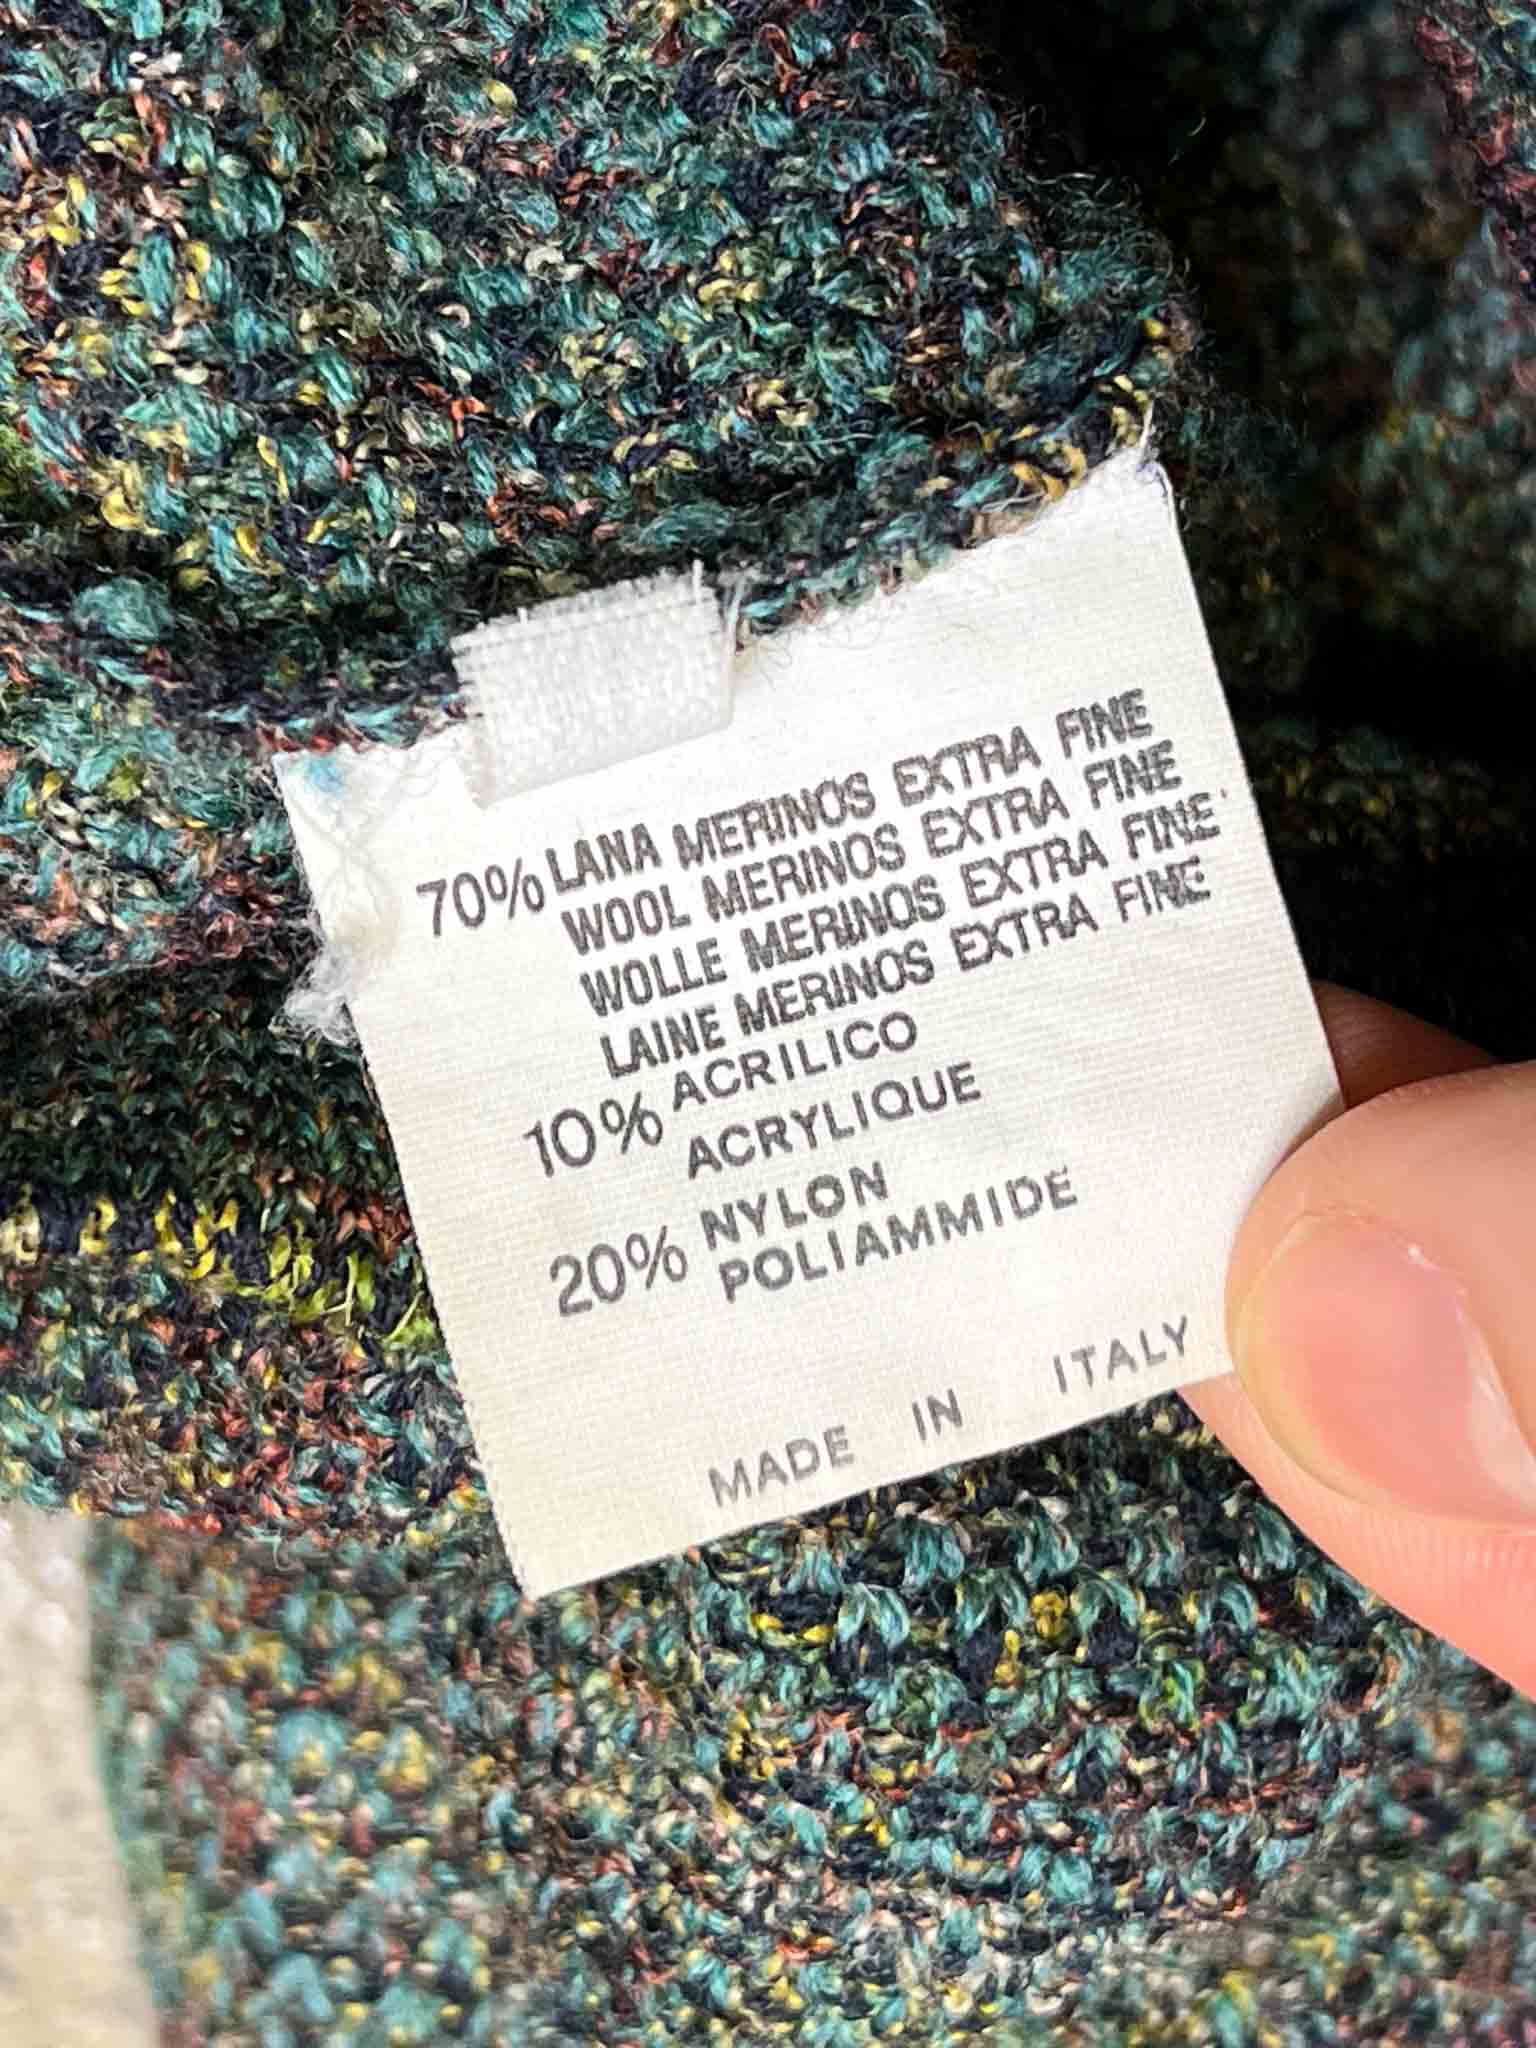 70% LANA MERINOS EXTRA FINE
WOOL MERINOS EXTRA FINE
WOLLE MERINOS EXTRA FINE
LAINE MERINOS EXTRA FINE
10% ACRILICO
ACRYLIQUE
20% NYLON
POLIAMMIDE
MADE IN ITALY